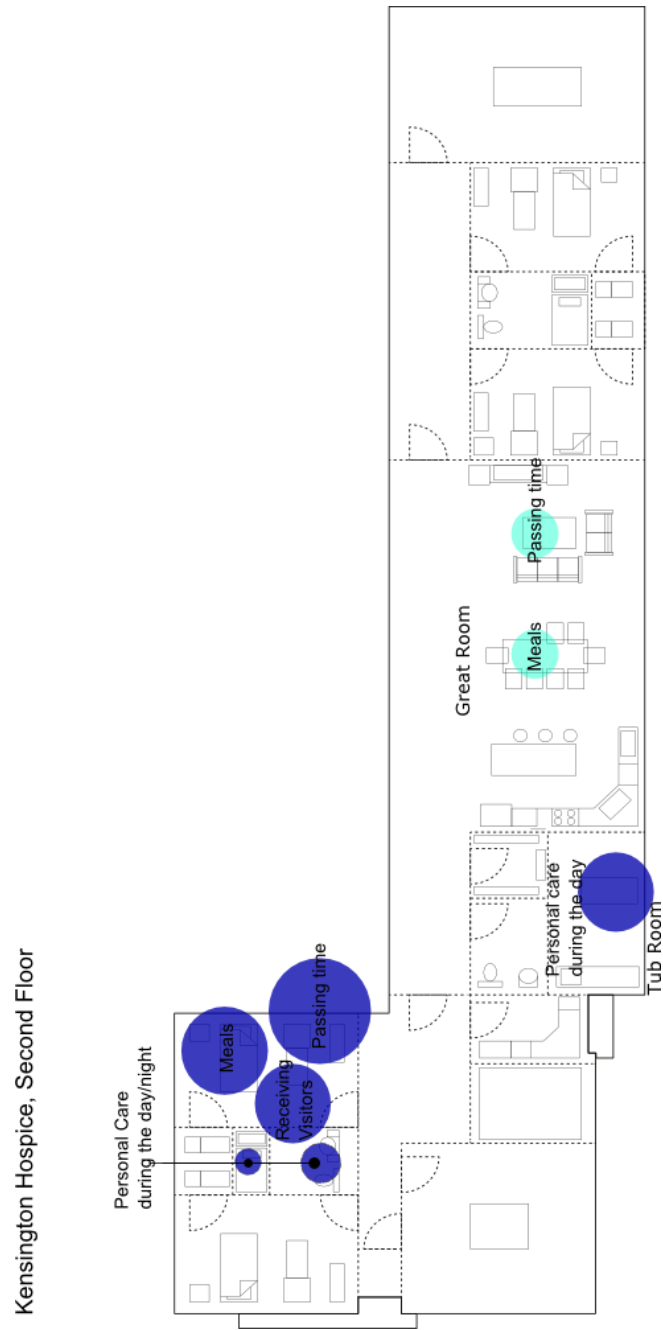 Kensington Hospice, Second Floor
Personal Care
during the day/night
Meals
Receiving
Visitors
Passing time
Personal care
during the day
Tub Room
Great Room
Meals
Passing time